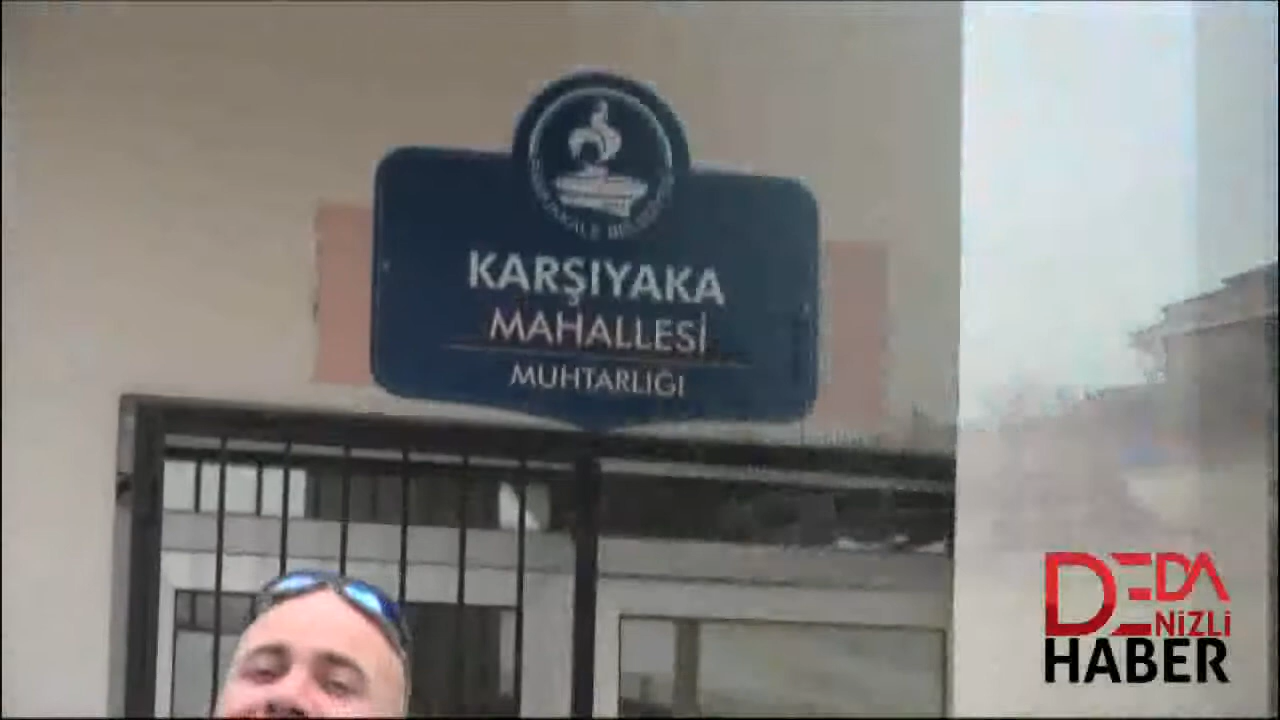 KARŞIYAKA
MAHALLESİ
MUHTARLIĞI
DEDA
NİZLİ
HABER